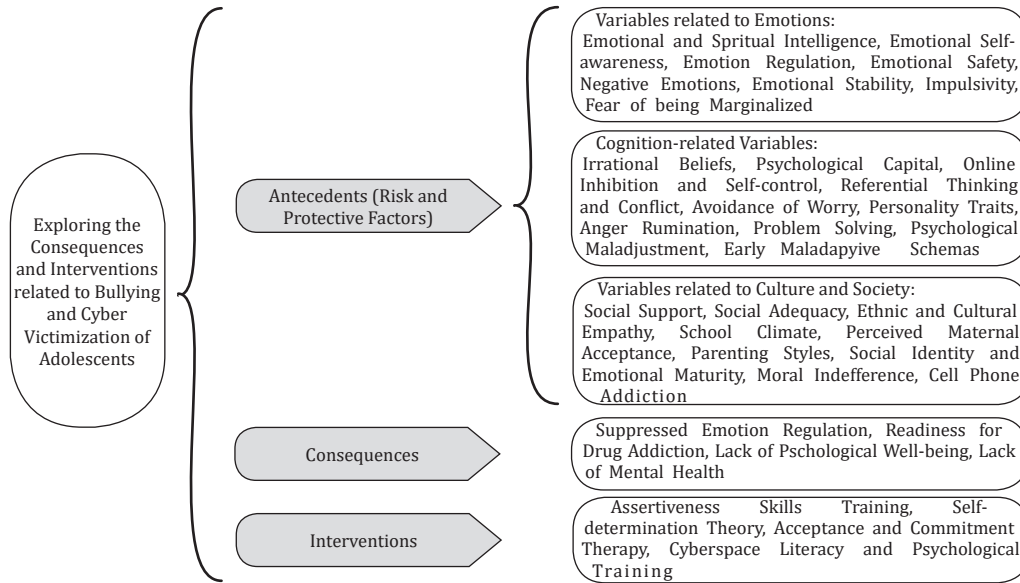 Exploring the
Consequences
and Interventions
related to Bullying
and Cyber
Victimization of
Adolescents
Antecedents (Risk and
Protective Factors)
Variables related to Emotions:
Emotional and Spritual Intelligence, Emotional Self-
awareness, Emotion Regulation, Emotional Safety,
Negative Emotions, Emotional Stability, Impulsivity,
Fear of being Marginalized
Cognition-related Variables:
Irrational Beliefs, Psychological Capital, Online
Inhibition and Self-control, Referential Thinking
and Conflict, Avoidance of Worry, Personality Traits,
Anger Rumination, Problem Solving, Psychological
Maladjustment, Early Maladapyive Schemas
Variables related to Culture and Society:
Social Support, Social Adequacy, Ethnic and Cultural
Empathy, School Climate, Perceived Maternal
Acceptance, Parenting Styles, Social Identity and
Emotional Maturity, Moral Indefference, Cell Phone
Addiction
Consequences
Suppressed Emotion Regulation, Readiness for
Drug Addiction, Lack of Pschological Well-being, Lack
of Mental Health
Interventions
Assertiveness Skills Training, Self-
determination Theory, Acceptance and Commitment
Therapy, Cyberspace Literacy and Psychological
Training